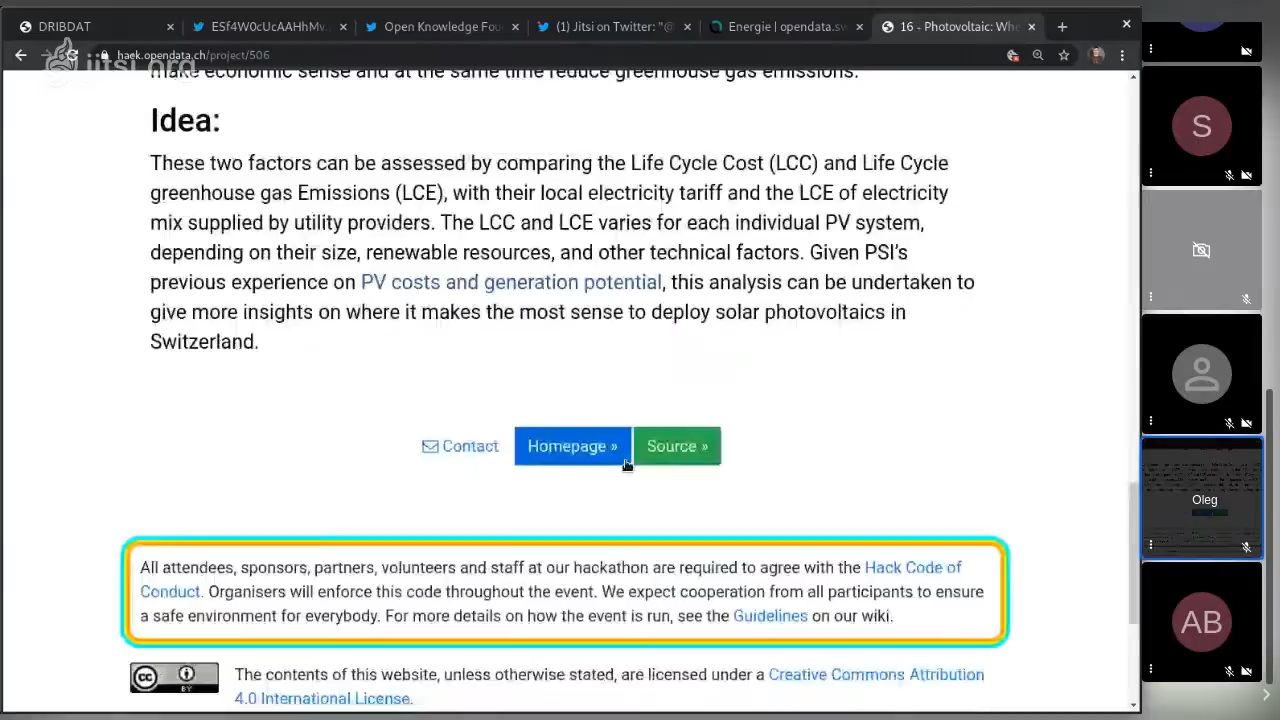 DRIBDAT
ESf4W0cUcAAHhMv.
Open Knowledge Fou
(1) Jitsi on Twitter: "@
Energie | opendata.sw
16 - Photovoltaic: Whe
haek.opendata.ch/project/506
jitsi.org
make economic sense and at the same time reduce greenhouse gas emissions.
Idea:
These two factors can be assessed by comparing the Life Cycle Cost (LCC) and Life Cycle
greenhouse gas Emissions (LCE), with their local electricity tariff and the LCE of electricity
mix supplied by utility providers. The LCC and LCE varies for each individual PV system,
depending on their size, renewable resources, and other technical factors. Given PSI's
previous experience on PV costs and generation potential, this analysis can be undertaken to
give more insights on where it makes the most sense to deploy solar photovoltaics in
Switzerland.
Contact
Homepage »
Source »
All attendees, sponsors, partners, volunteers and staff at our hackathon are required to agree with the Hack Code of
Conduct. Organisers will enforce this code throughout the event. We expect cooperation from all participants to ensure
a safe environment for everybody. For more details on how the event is run, see the Guidelines on our wiki.
cc
BY
The contents of this website, unless otherwise stated, are licensed under a Creative Commons Attribution
4.0 International License.
S
Oleg
AB